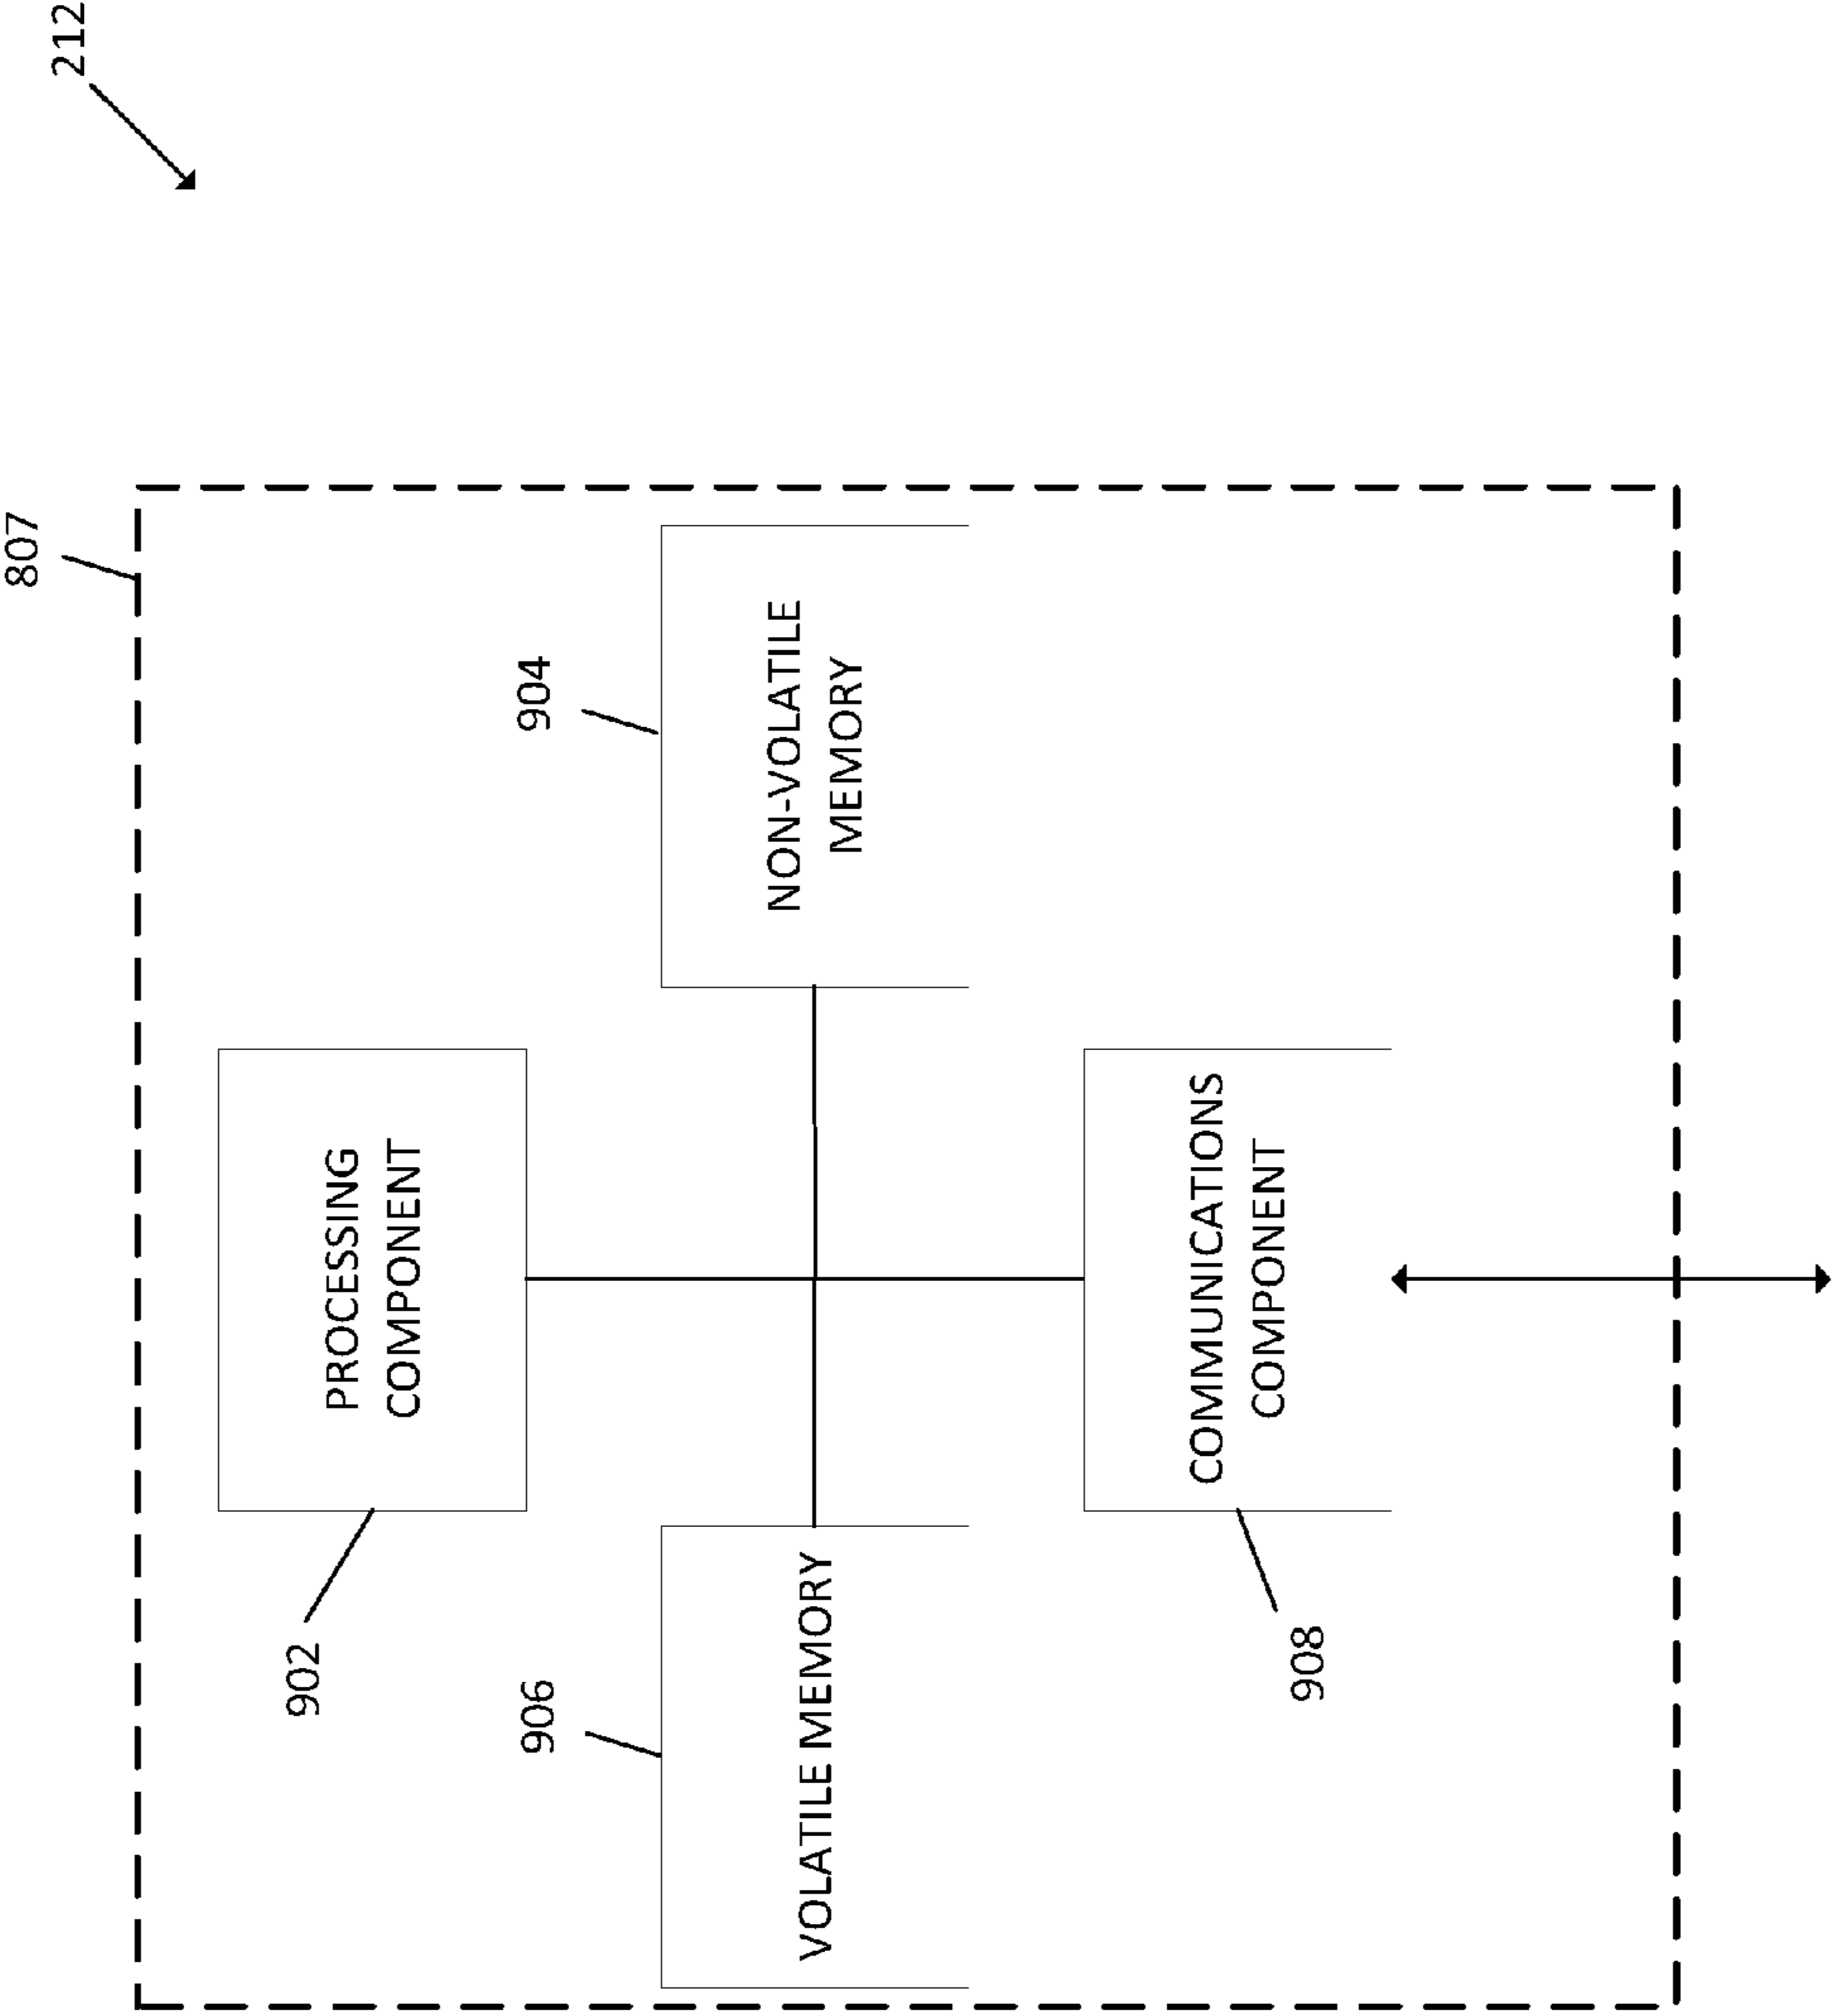 212
807
902
PROCESSING
COMPONENT
906
VOLATILE MEMORY
904
NON-VOLATILE
MEMORY
908
COMMUNICATIONS
COMPONENT